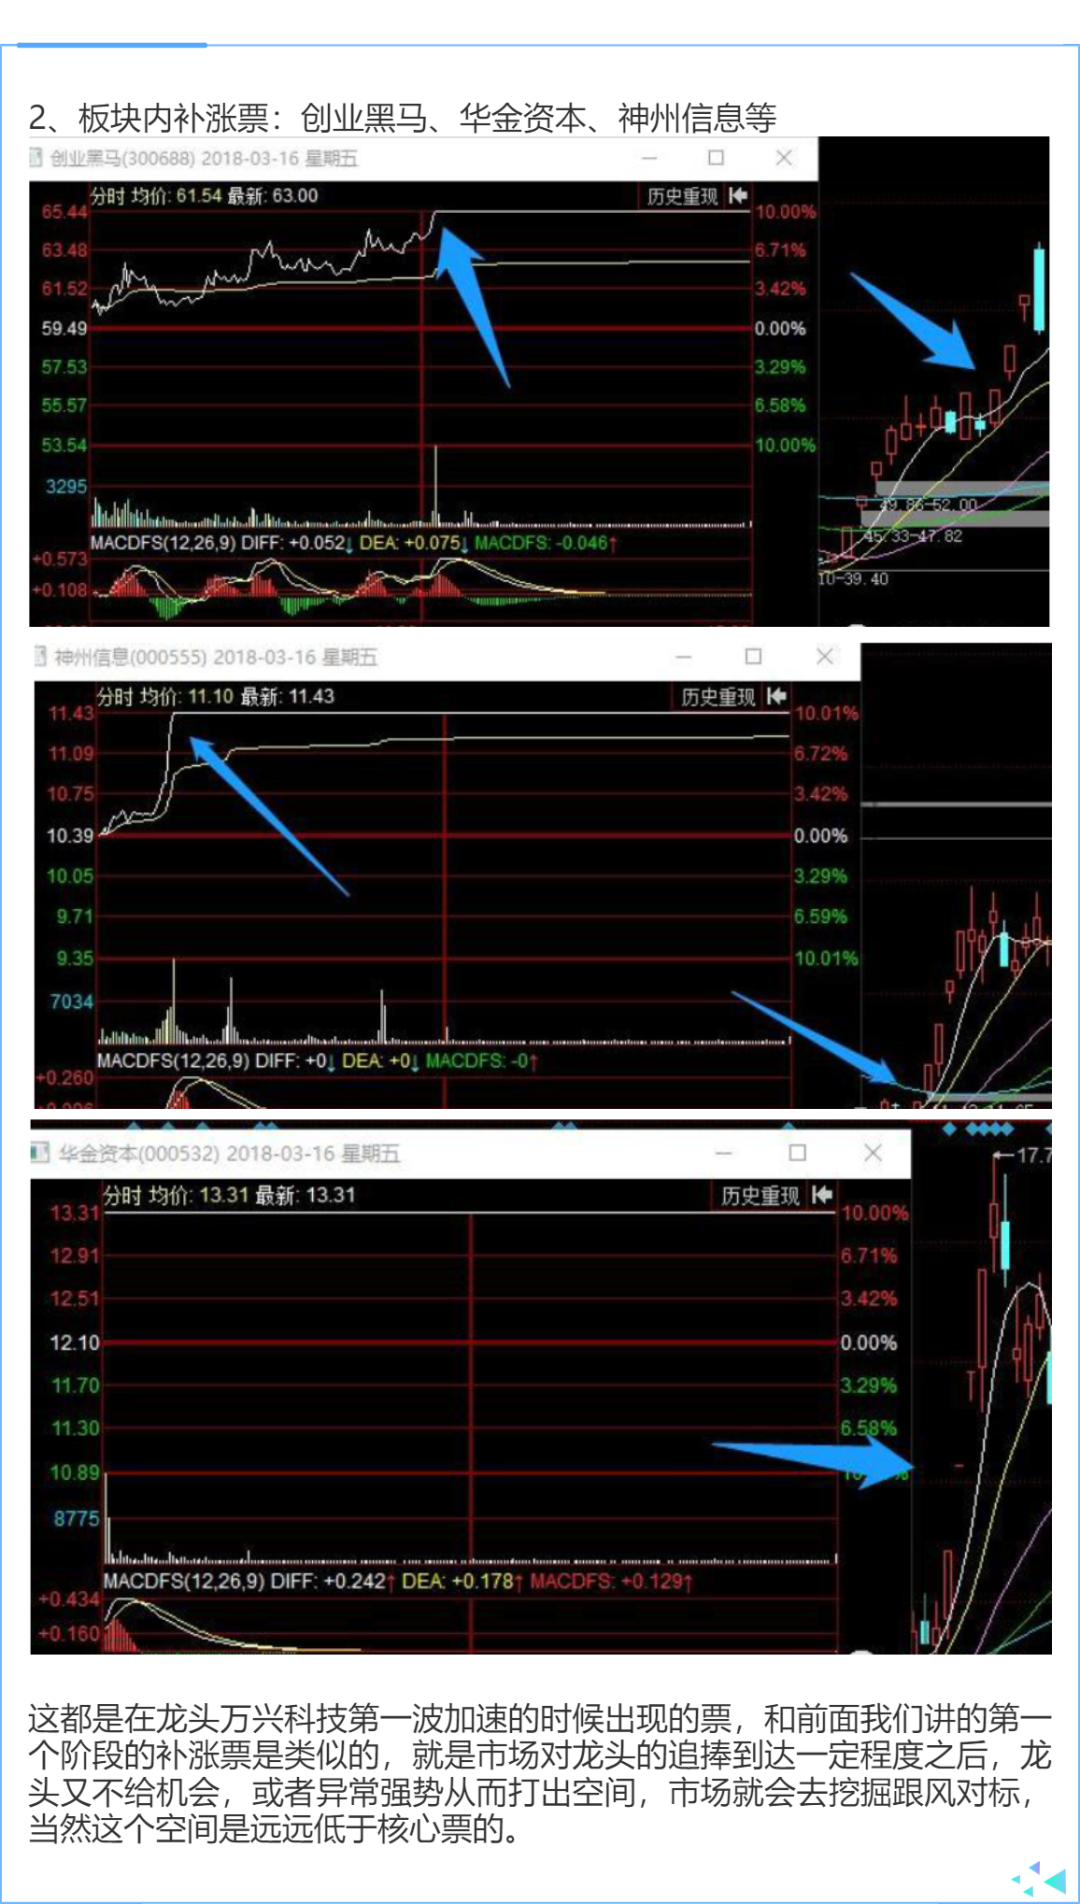 2、板块内补涨票：创业黑马、华金资本、神州信息等
创业黑马(300688) 2018-03-16 星期五
分时 均价: 61.54 最新: 63.00 历史重现
65.44 10.00%
63.48 6.71%
61.52 3.42%
59.49 0.00%
57.53 3.29%
55.57 6.58%
53.54 10.00%
3295
49.86-52.00
MACDFS(12,26,9) DIFF: +0.052↓ DEA: +0.075↓ MACDFS: -0.046↑
45.33-47.82
+0.573
10-39.40
+0.108
神州信息(000555) 2018-03-16 星期五
分时 均价: 11.10 最新: 11.43 历史重现
11.43 10.01%
11.09 6.72%
10.75 3.42%
10.39 0.00%
10.05 3.29%
9.71 6.59%
9.35 10.01%
7034
MACDFS(12,26,9) DIFF: +0↓ DEA: +0↓ MACDFS: -0↑
+0.260
华金资本(000532) 2018-03-16 星期五
←17.7
分时 均价: 13.31 最新: 13.31 历史重现
13.31 10.00%
12.91 6.71%
12.51 3.42%
12.10 0.00%
11.70 3.29%
11.30 6.58%
10.89
8775
MACDFS(12,26,9) DIFF: +0.242↑ DEA: +0.178↑ MACDFS: +0.129↑
+0.434
+0.160
这都是在龙头万兴科技第一波加速的时候出现的票，和前面我们讲的第一
个阶段的补涨票是类似的，就是市场对龙头的追捧到达一定程度之后，龙
头又不给机会，或者异常强势从而打出空间，市场就会去挖掘跟风对标，
当然这个空间是远远低于核心票的。